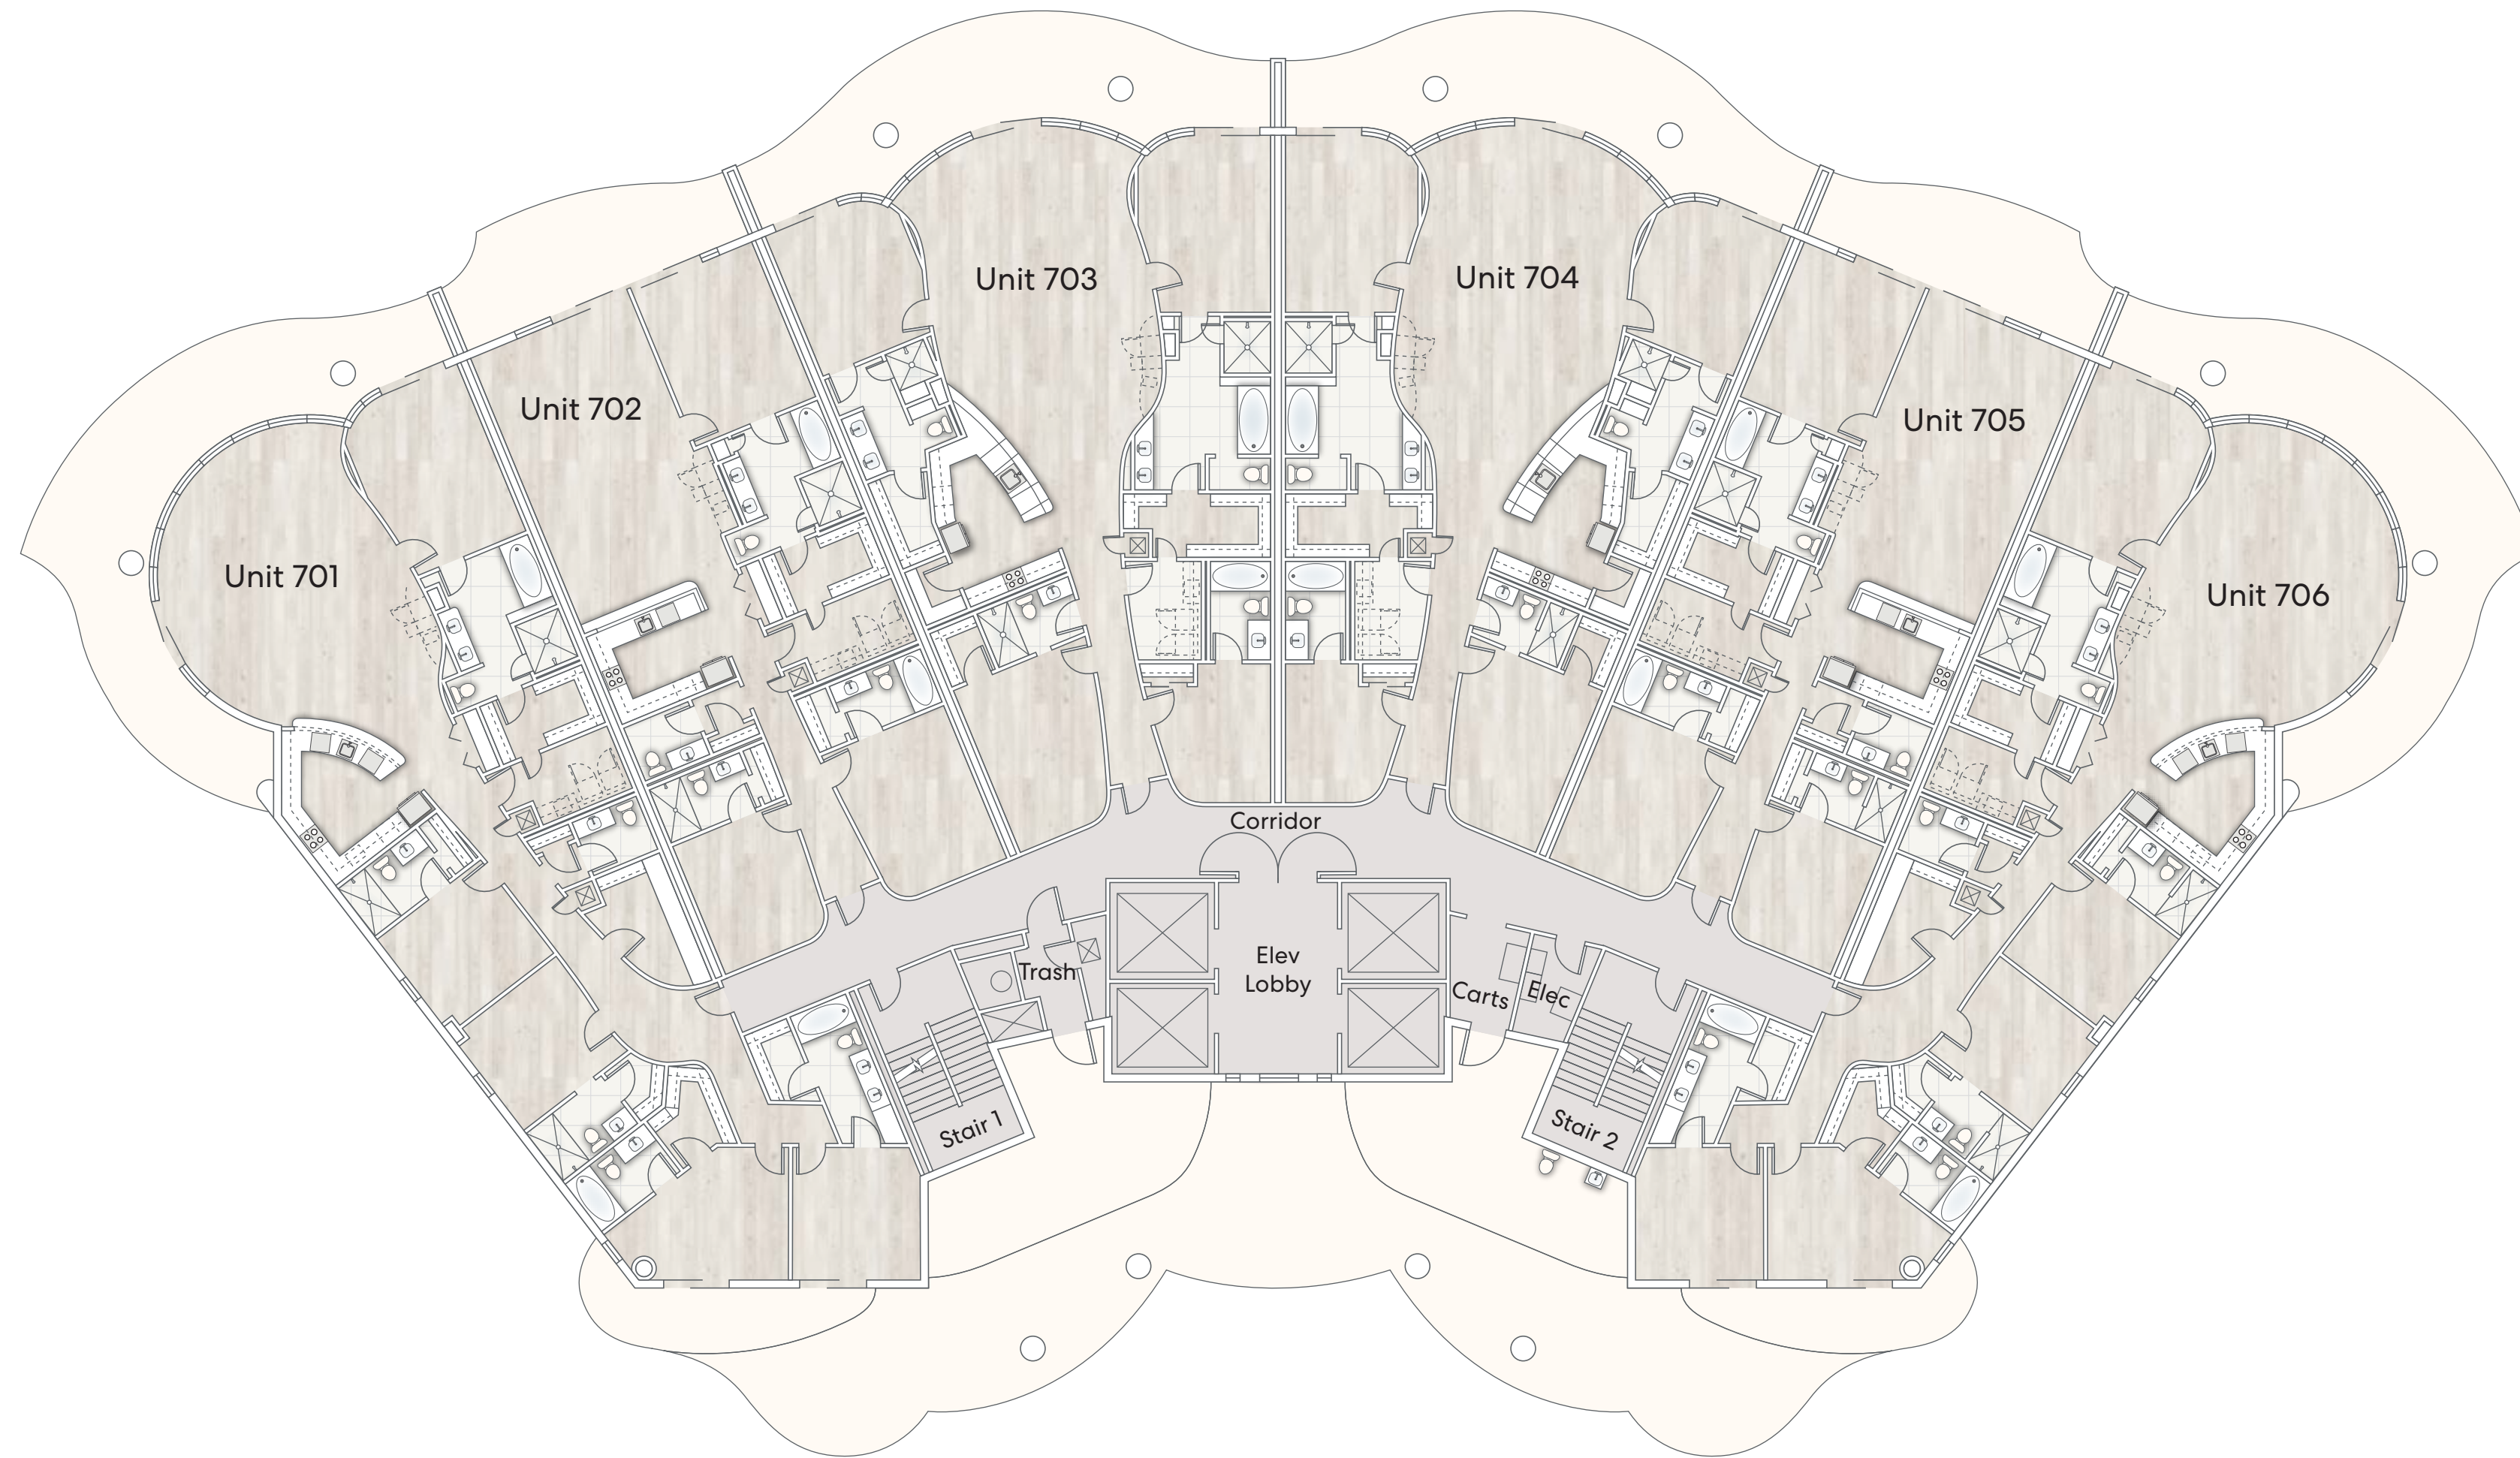 Unit 703
Unit 704
Unit 702
Unit 705
Unit 701
Unit 706
Corridor
Elev
Lobby
Trash
Carts
Elec
Stair 1
Stair 2